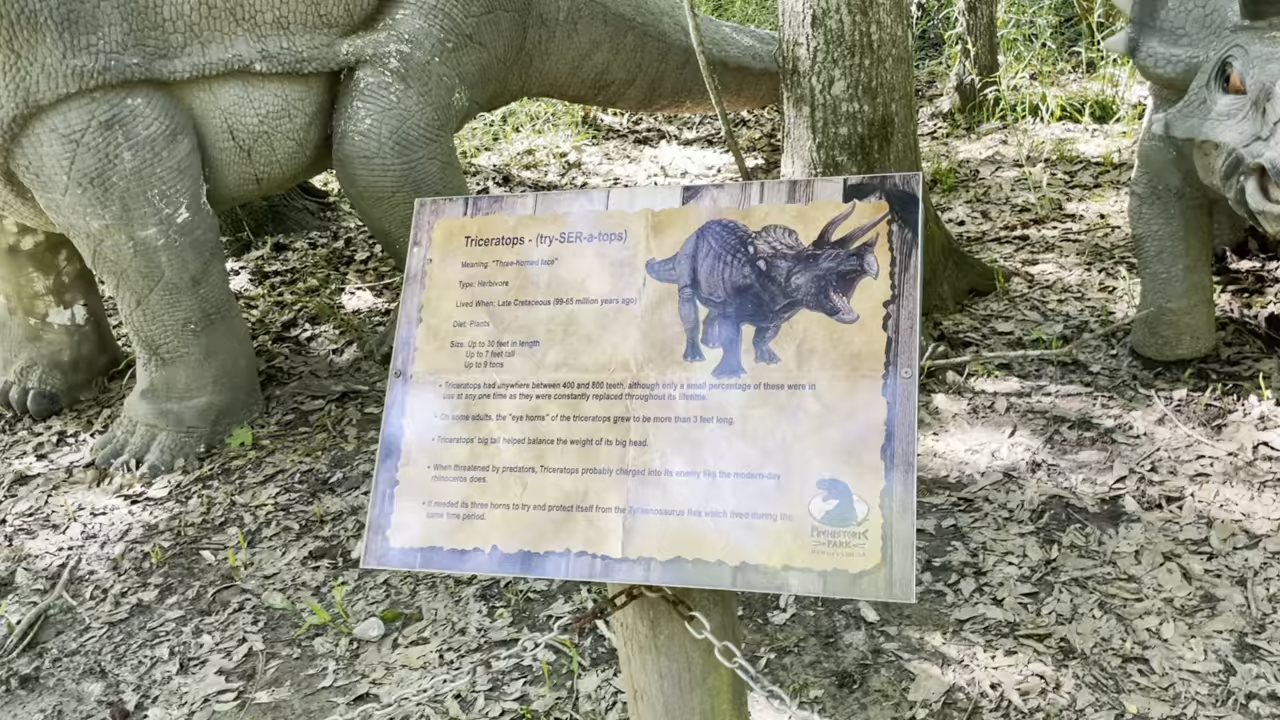 Triceratops - (try-SER-a-tops)
Meaning: "Three-horned face"
Type: Herbivore
Lived When: Late Cretaceous (99-65 million years ago)
Diet: Plants
Size: Up to 30 feet in length
Up to 7 feet tall
Up to 9 tons
• Triceratops had anywhere between 400 and 800 teeth, although only a small percentage of these were in
use at any one time as they were constantly replaced throughout its lifetime.
• On some adults, the "eye horns" of the triceratops grew to be more than 3 feet long.
• Triceratops' big tail helped balance the weight of its big head.
• When threatened by predators, Triceratops probably charged into its enemy like the modern-day
rhinoceros does.
• It needed its three horns to try and protect itself from the Tyrannosaurus Rex which lived during the
same time period.
PREHISTORIC
PARK